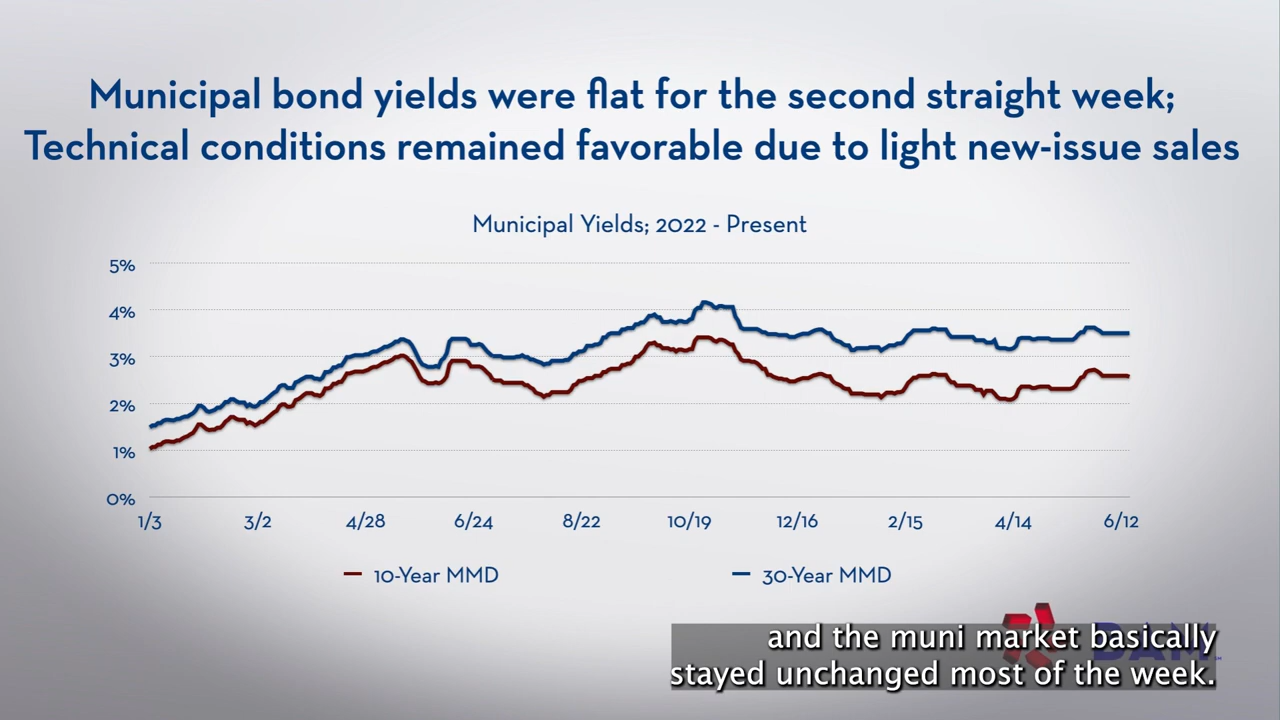 Municipal bond yields were flat for the second straight week;
Technical conditions remained favorable due to light new-issue sales
Municipal Yields; 2022 - Present
5%
4%
3%
2%
1%
0%
1/3 3/2 4/28 6/24 8/22 10/19 12/16 2/15 4/14 6/12
10-Year MMD 30-Year MMD
and the muni market basically
stayed unchanged most of the week.